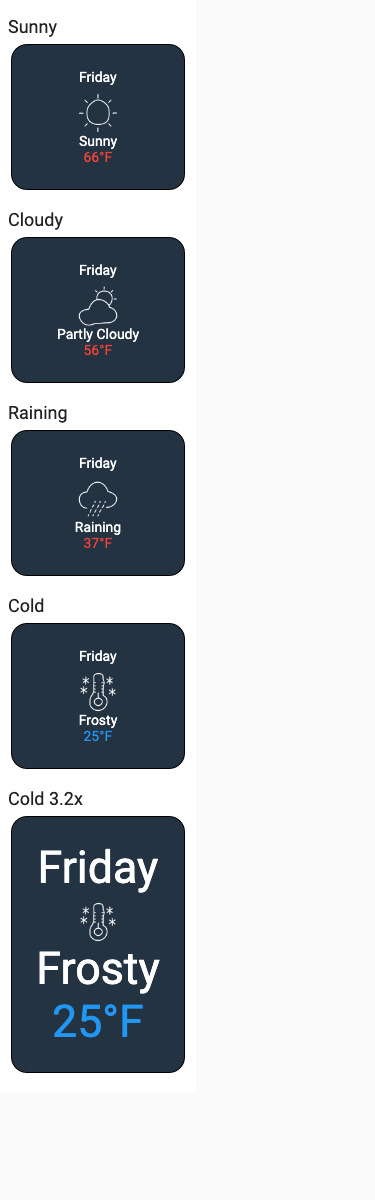 Sunny
Friday
Sunny
66°F
Cloudy
Friday
Partly Cloudy
56°F
Raining
Friday
Raining
37°F
Cold
Friday
Frosty
25°F
Cold 3.2x
Friday
Frosty
25°F